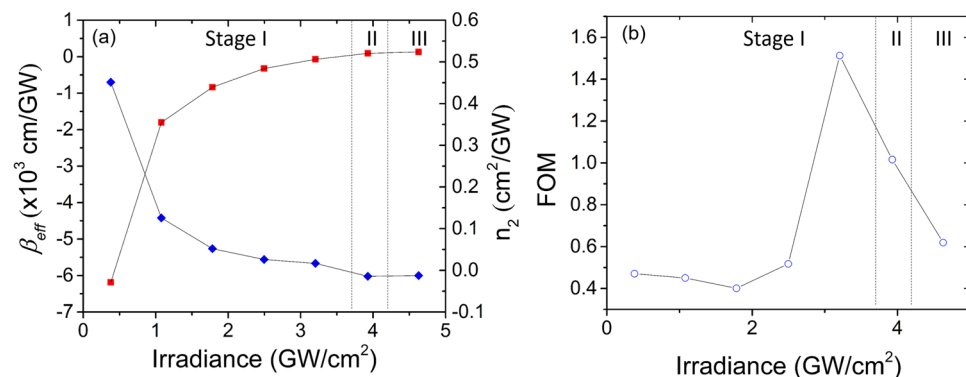 (a)
Stage I
II
III
0
-1
-2
-3
-4
-5
-6
-7
β_eff (x10³ cm/GW)
0.6
0.5
0.4
0.3
0.2
0.1
0.0
-0.1
n₂ (cm²/GW)
0 1 2 3 4 5
Irradiance (GW/cm²)
(b)
Stage I
II
III
1.6
1.4
1.2
1.0
0.8
0.6
0.4
FOM
0 2 4
Irradiance (GW/cm²)